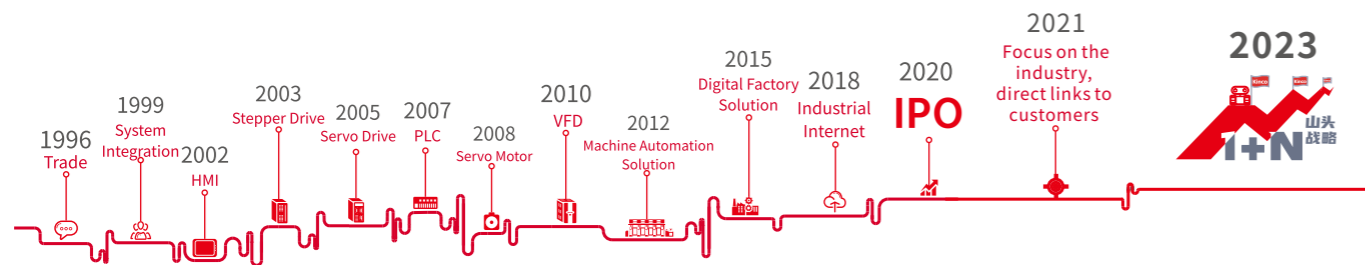 1996
Trade
1999
System
Integration
2002
HMI
2003
Stepper Drive
2005
Servo Drive
2007
PLC
2008
Servo Motor
2010
VFD
2012
Machine Automation
Solution
2015
Digital Factory
Solution
2018
Industrial
Internet
2020
IPO
2021
Focus on the
industry,
direct links to
customers
2023
Kinco
Kinco
1+N
山头
战略